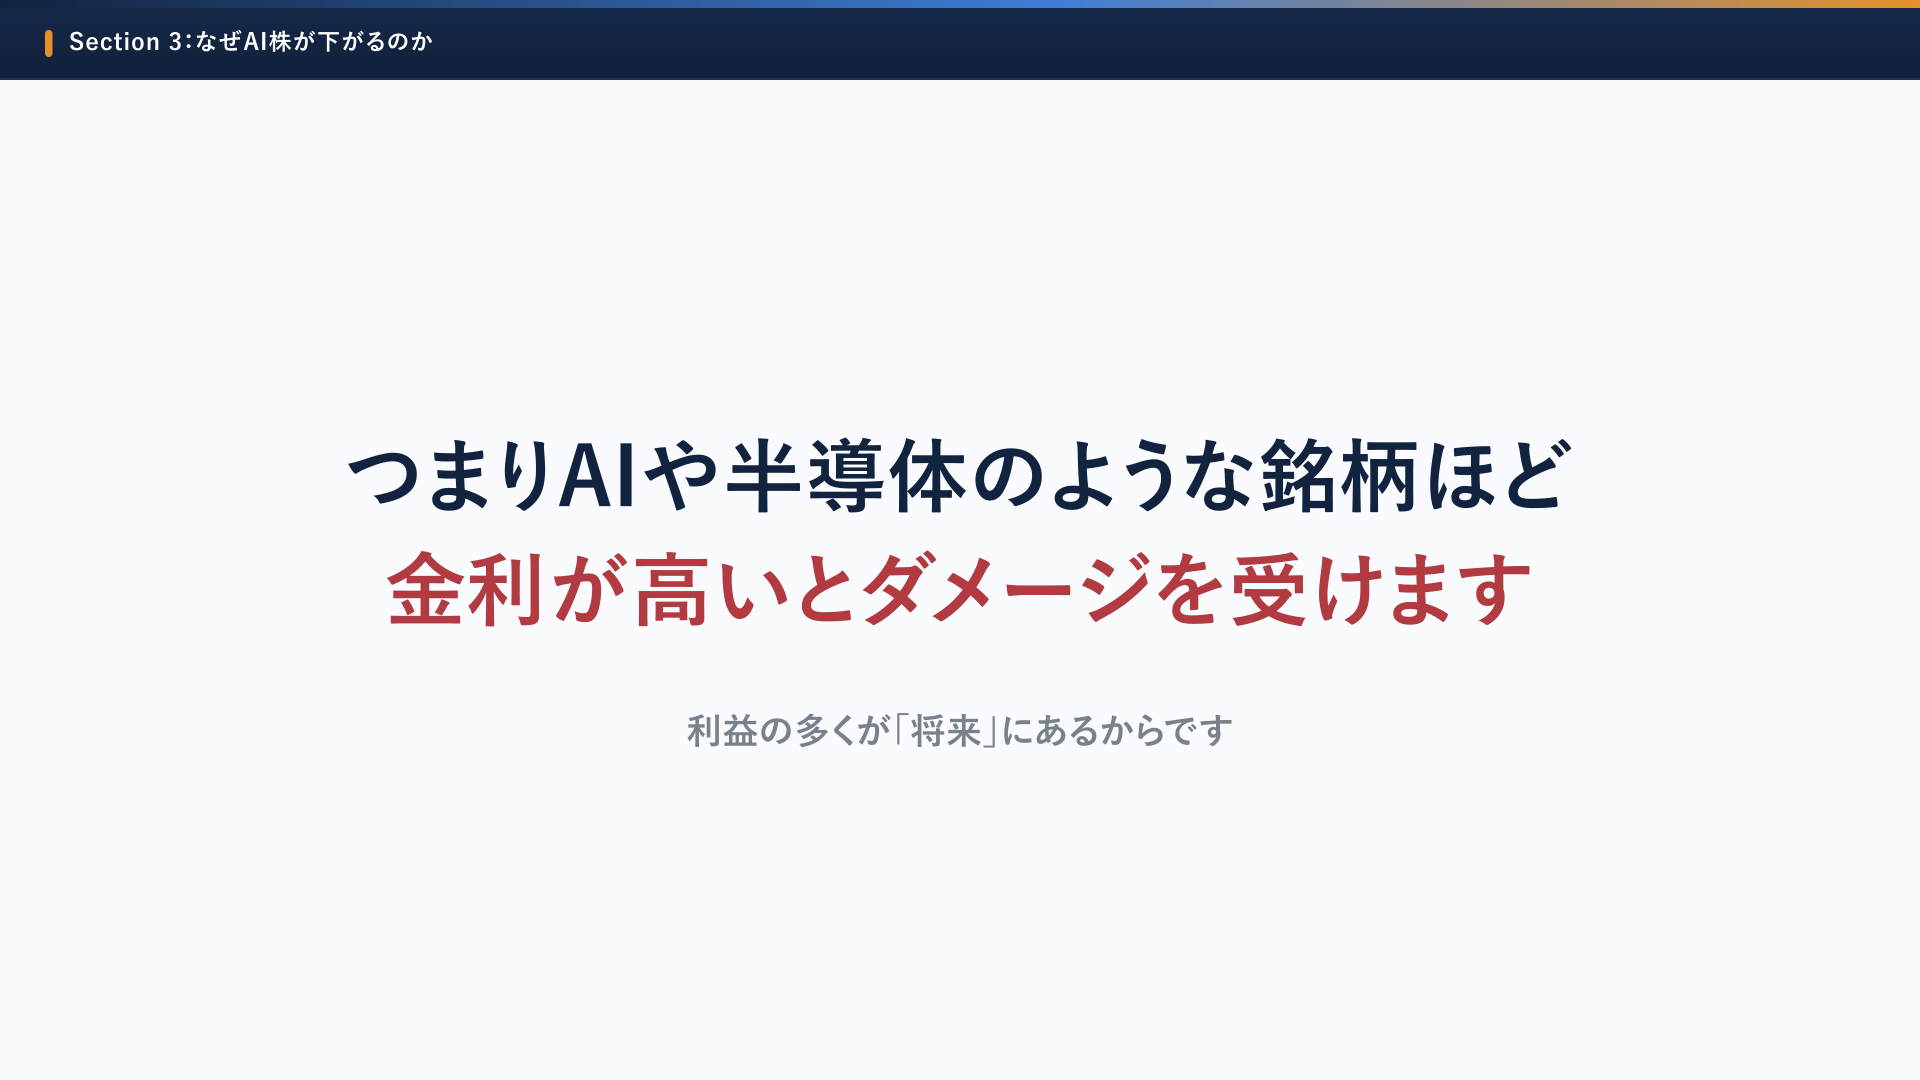 Section 3：なぜAI株が下がるのか
つまりAIや半導体のような銘柄ほど
金利が高いとダメージを受けます
利益の多くが「将来」にあるからです